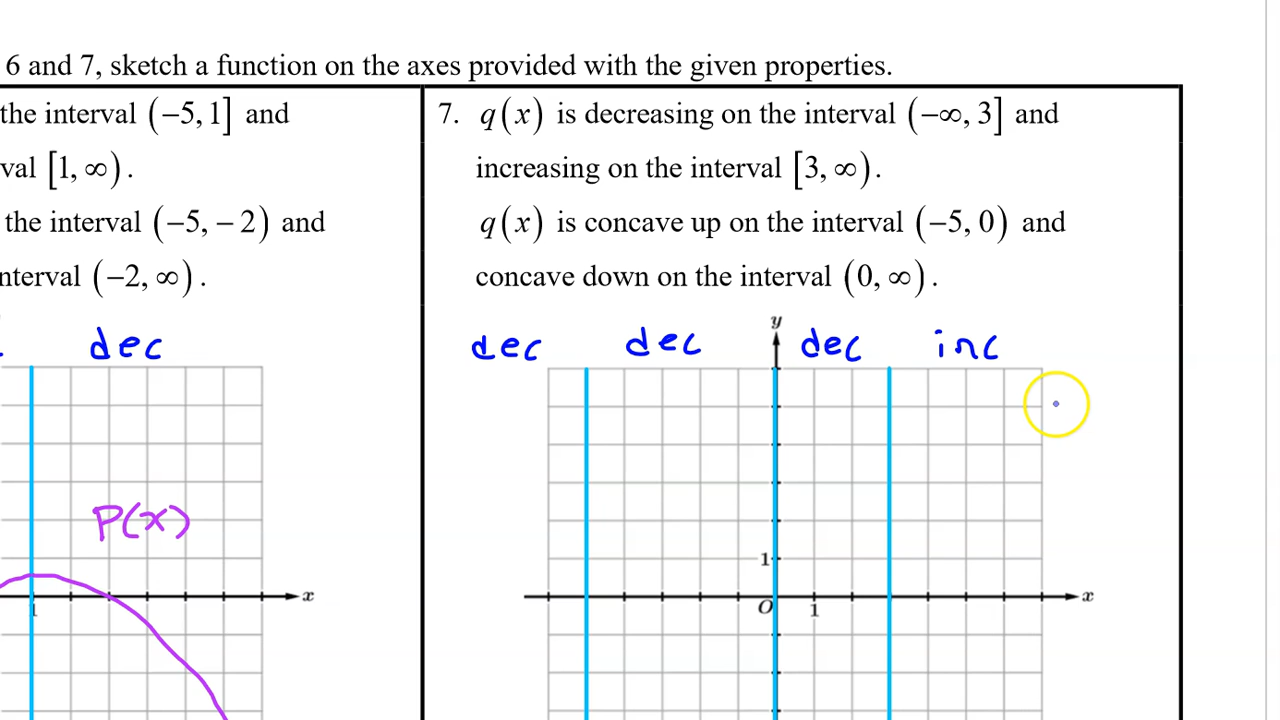 6 and 7, sketch a function on the axes provided with the given properties.
the interval (−5, 1] and
val [1, ∞).
the interval (−5, −2) and
nterval (−2, ∞).
dec
P(x)
1
x
7. q(x) is decreasing on the interval (−∞, 3] and
increasing on the interval [3, ∞).
q(x) is concave up on the interval (−5, 0) and
concave down on the interval (0, ∞).
y
dec dec dec inc
1
O 1
x